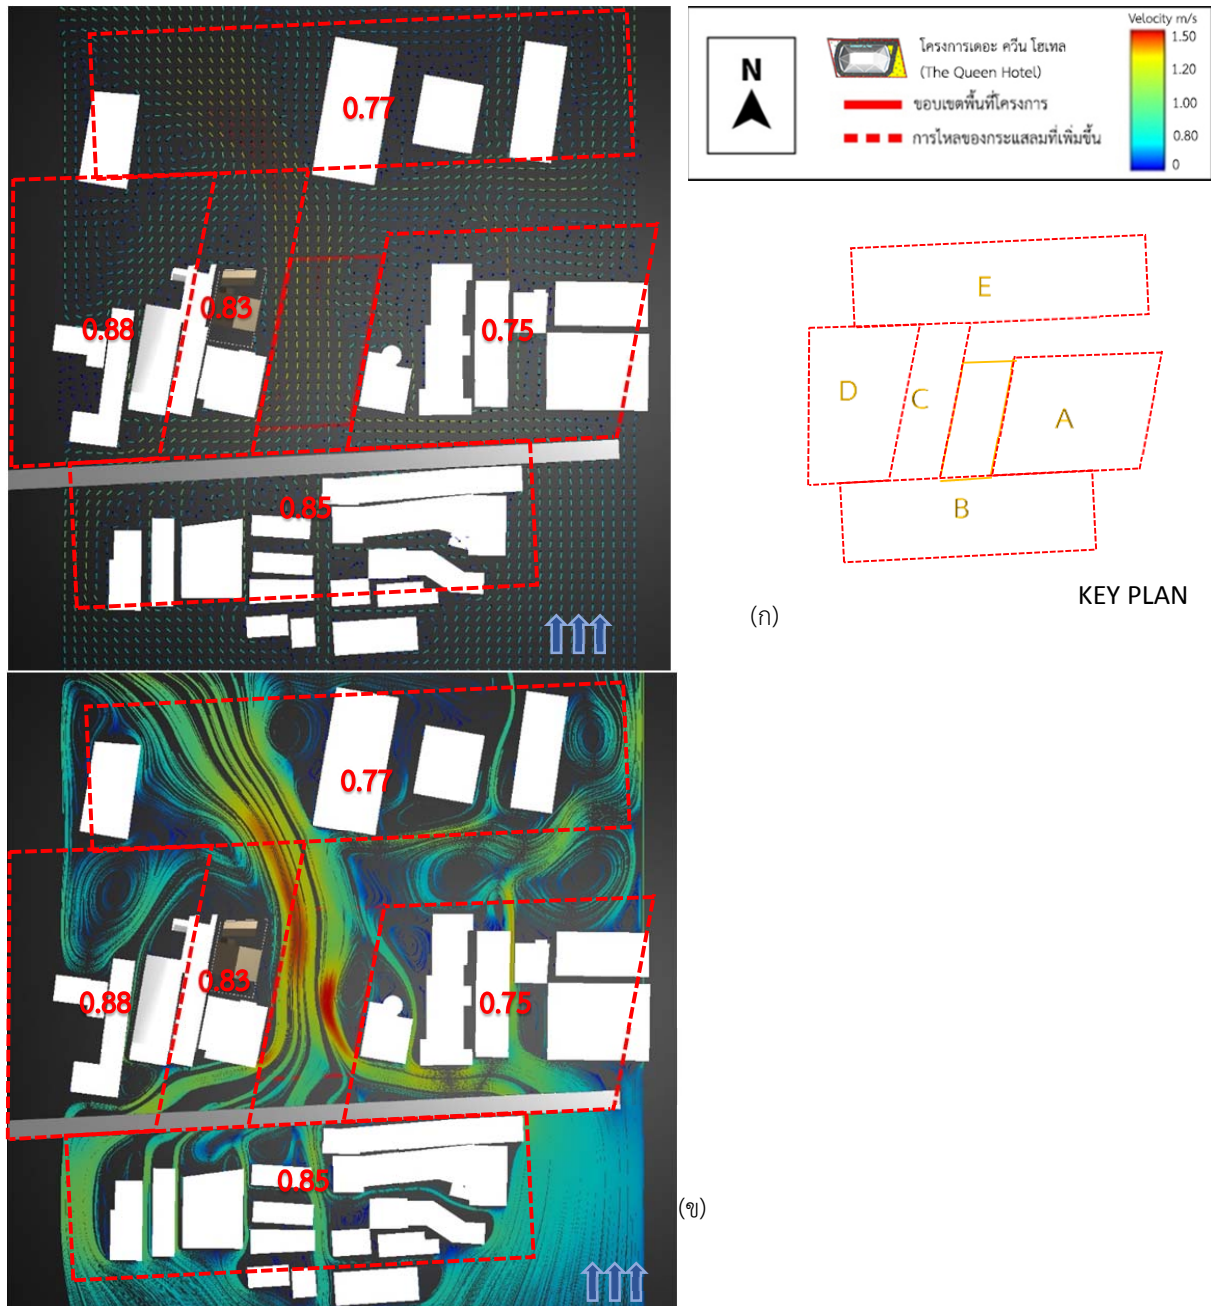 0.77
0.88
0.83
0.75
0.85
N
โครงการเดอะ ควีน โฮเทล
(The Queen Hotel)
ขอบเขตพื้นที่โครงการ
การไหลของกระแสลมที่เพิ่มขึ้น
Velocity m/s
1.50
1.20
1.00
0.80
0
E
D
C
A
B
KEY PLAN
(ก)
0.77
0.88
0.83
0.75
0.85
(ข)